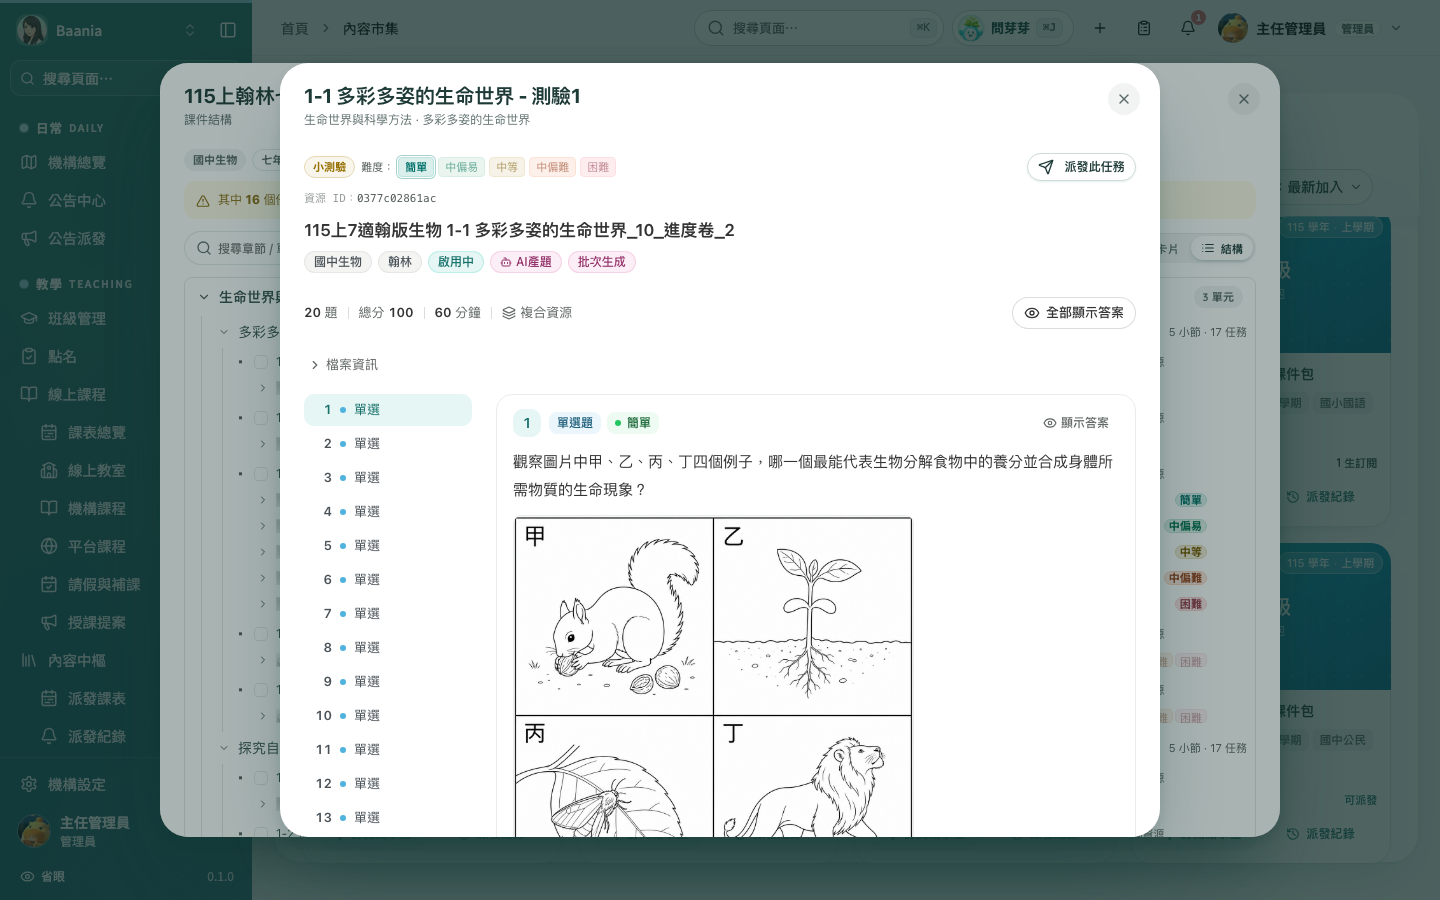 Baania
搜尋頁面…
日常 DAILY
機構總覽
公告中心
公告派發
教學 TEACHING
班級管理
點名
線上課程
課表總覽
線上教室
機構課程
平台課程
請假與補課
授課提案
內容中樞
派發課表
派發紀錄
機構設定
主任管理員
管理員
省眼
0.1.0
首頁 > 內容市集
搜尋頁面… ⌘K
問芽芽 ⌘J
1
主任管理員 管理員
115上翰林
課件結構
國中生物
其中 16 個
搜尋章節 /
生命世界與
多彩多
探究自
1-1 多彩多姿的生命世界 - 測驗1
生命世界與科學方法 · 多彩多姿的生命世界
小測驗 難度： 簡單 中偏易 中等 中偏難 困難
派發此任務
資源 ID：0377c02861ac
115上7適翰版生物 1-1 多彩多姿的生命世界_10_進度卷_2
國中生物 翰林 啟用中 AI產題 批次生成
20 題 總分 100 60 分鐘 複合資源
全部顯示答案
檔案資訊
1 單選
2 單選
3 單選
4 單選
5 單選
6 單選
7 單選
8 單選
9 單選
10 單選
11 單選
12 單選
13 單選
1 單選題 簡單
顯示答案
觀察圖片中甲、乙、丙、丁四個例子，哪一個最能代表生物分解食物中的養分並合成身體所
需物質的生命現象？
甲
乙
丙
丁
最新加入
卡片 結構
3 單元
5 小節 · 17 任務
簡單
中偏易
中等
中偏難
困難
困難
困難
5 小節 · 17 任務
115 學年 · 上學期
課件包
學期 國小國語
1 生訂閱
派發紀錄
115 學年 · 上學期
課件包
學期 國中公民
可派發
派發紀錄